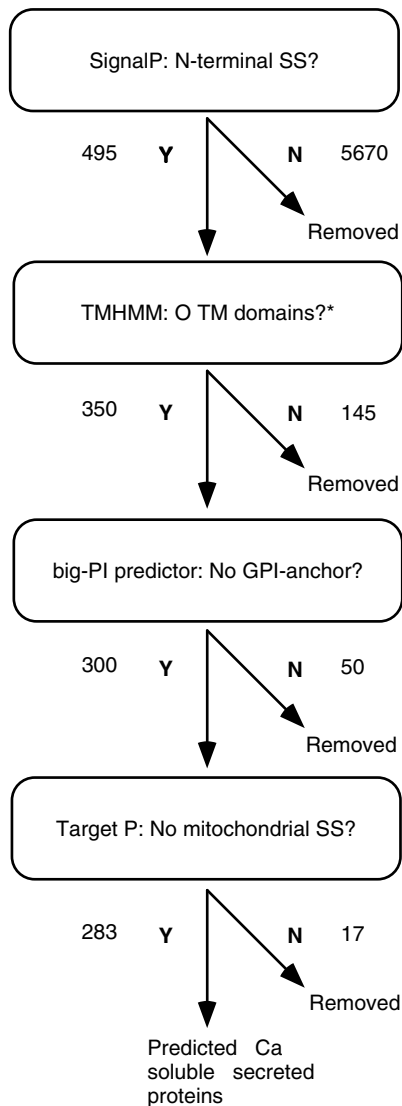 SignalP: N-terminal SS?
495 Y N 5670
Removed
TMHMM: O TM domains?*
350 Y N 145
Removed
big-PI predictor: No GPI-anchor?
300 Y N 50
Removed
Target P: No mitochondrial SS?
283 Y N 17
Removed
Predicted Ca
soluble secreted
proteins